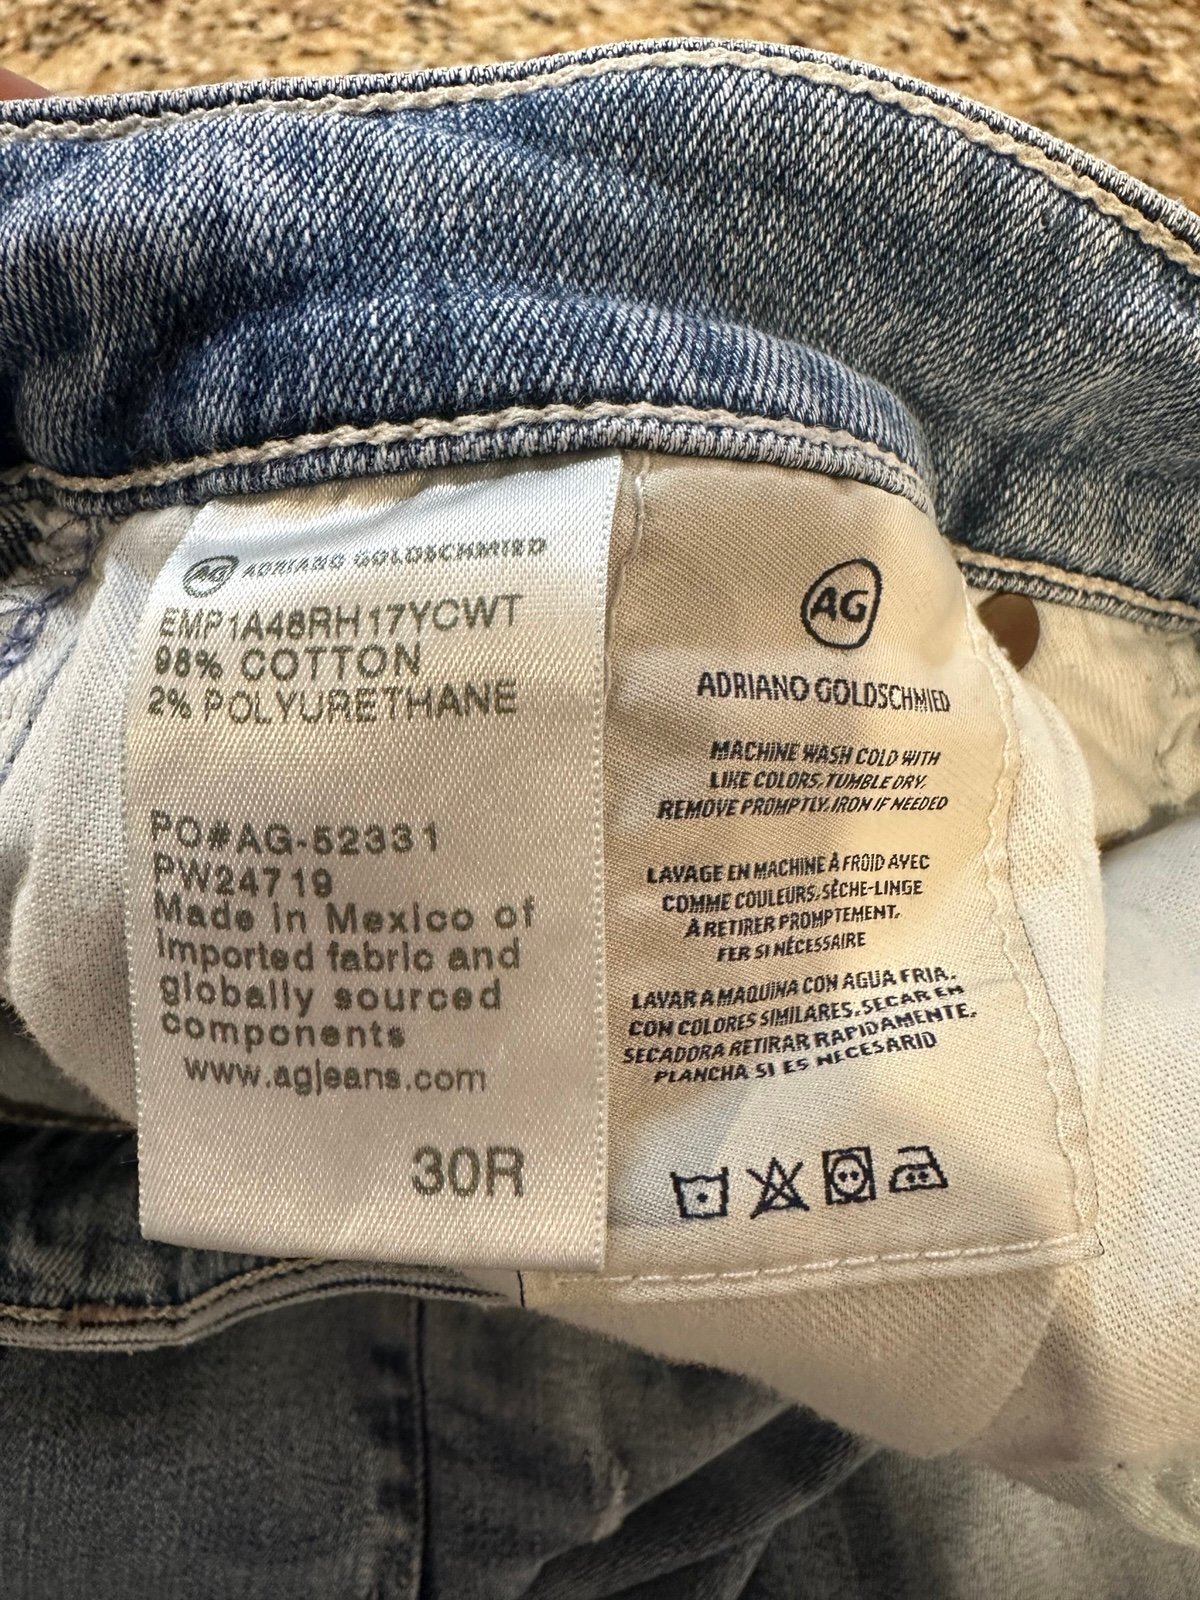 AG ADRIANO GOLDSCHMIED
EMP1A48RH17YCWT
98% COTTON
2% POLYURETHANE
PO#AG-52331
PW24719
Made in Mexico of
imported fabric and
globally sourced
components
www.agjeans.com
30R
AG
ADRIANO GOLDSCHMIED
MACHINE WASH COLD WITH
LIKE COLORS, TUMBLE DRY,
REMOVE PROMPTLY, IRON IF NEEDED
LAVAGE EN MACHINE À FROID AVEC
COMME COULEURS, SÈCHE-LINGE
À RETIRER PROMPTEMENT,
FER SI NÉCESSAIRE
LAVAR A MAQUINA CON AGUA FRIA,
CON COLORES SIMILARES, SECAR EN
SECADORA RETIRAR RAPIDAMENTE,
PLANCHA SI ES NECESARIO